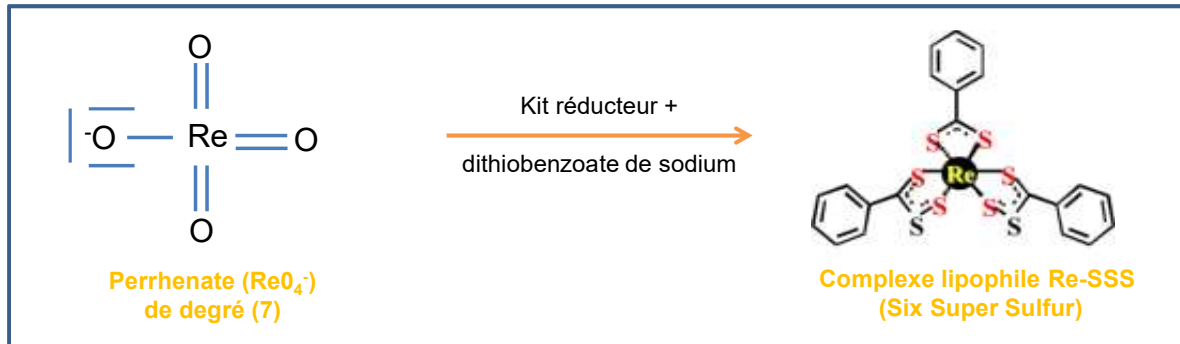 O
-O
Re
O
O
Kit réducteur +
dithiobenzoate de sodium
Perrhenate (Re0₄⁻)
de degré (7)
S S
S Re S
S S S S
Complexe lipophile Re-SSS
(Six Super Sulfur)